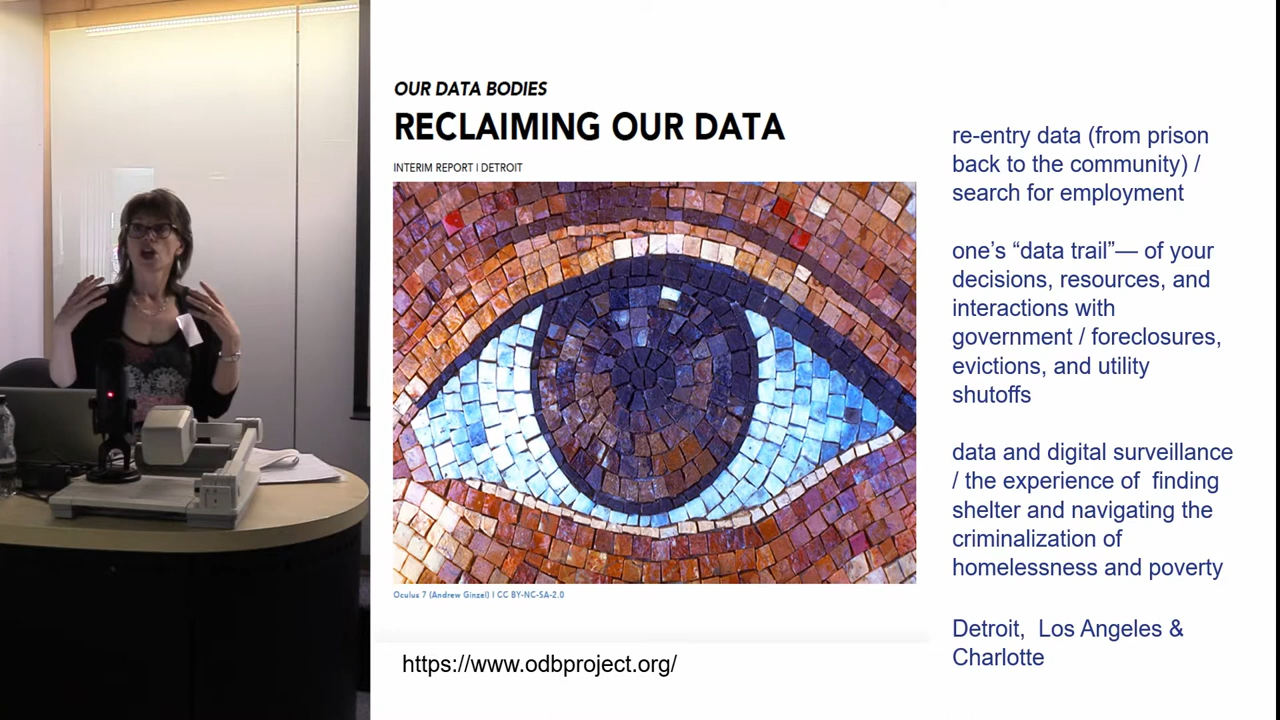 OUR DATA BODIES
RECLAIMING OUR DATA
INTERIM REPORT | DETROIT
Oculus 7 (Andrew Ginzel) | CC BY-NC-SA-2.0
https://www.odbproject.org/
re-entry data (from prison
back to the community) /
search for employment
one’s “data trail”— of your
decisions, resources, and
interactions with
government / foreclosures,
evictions, and utility
shutoffs
data and digital surveillance
/ the experience of  finding
shelter and navigating the
criminalization of
homelessness and poverty
Detroit,  Los Angeles &
Charlotte